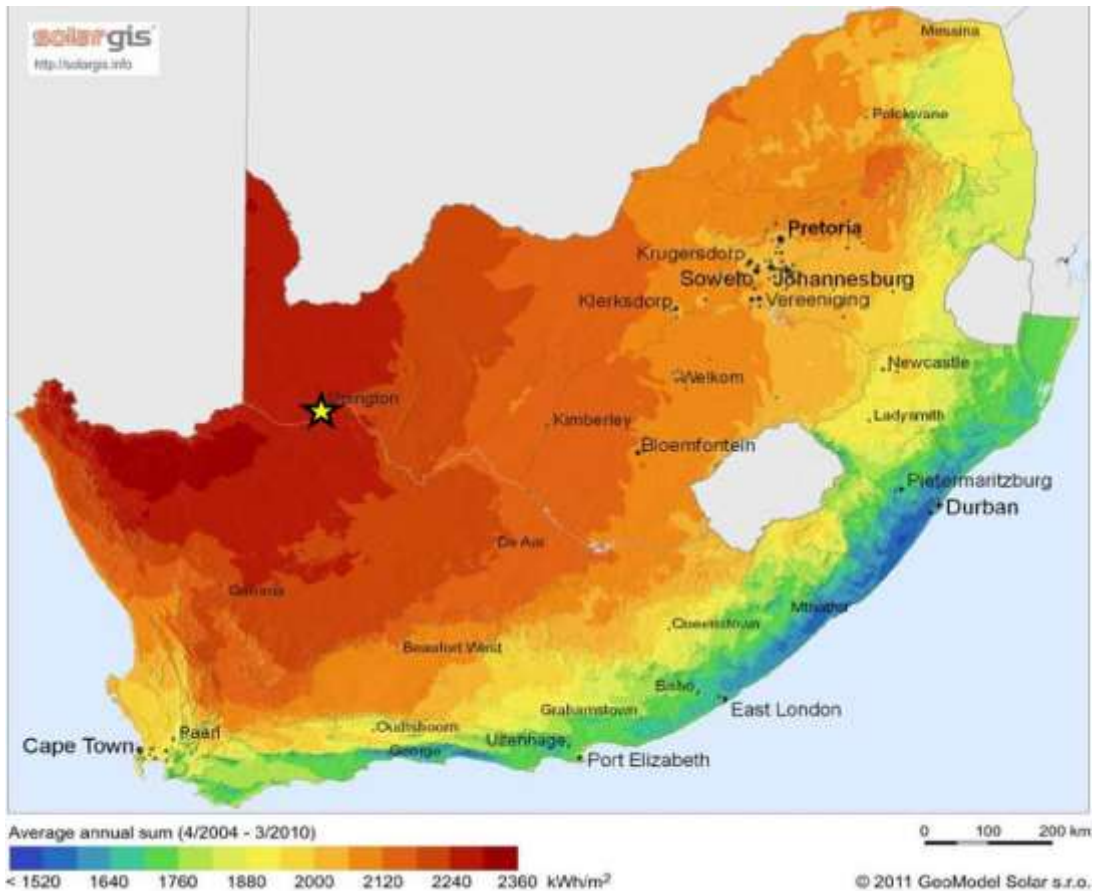 solargis
http://solargis.info
Messina
Polokwane
Pretoria
Krugersdorp
Soweto
Johannesburg
Klerksdorp
Vereeniging
Newcastle
Welkom
Upington
Kimberley
Ladysmith
Bloemfontein
Pietermaritzburg
Durban
De Aar
Mthatha
Queenstown
Beaufort West
Bisho
East London
Grahamstown
Oudtshoorn
Paarl
Cape Town
George
Uitenhage
Port Elizabeth
Average annual sum (4/2004 - 3/2010)
0 100 200 km
< 1520 1640 1760 1880 2000 2120 2240 2360 kWh/m²
© 2011 GeoModel Solar s.r.o.